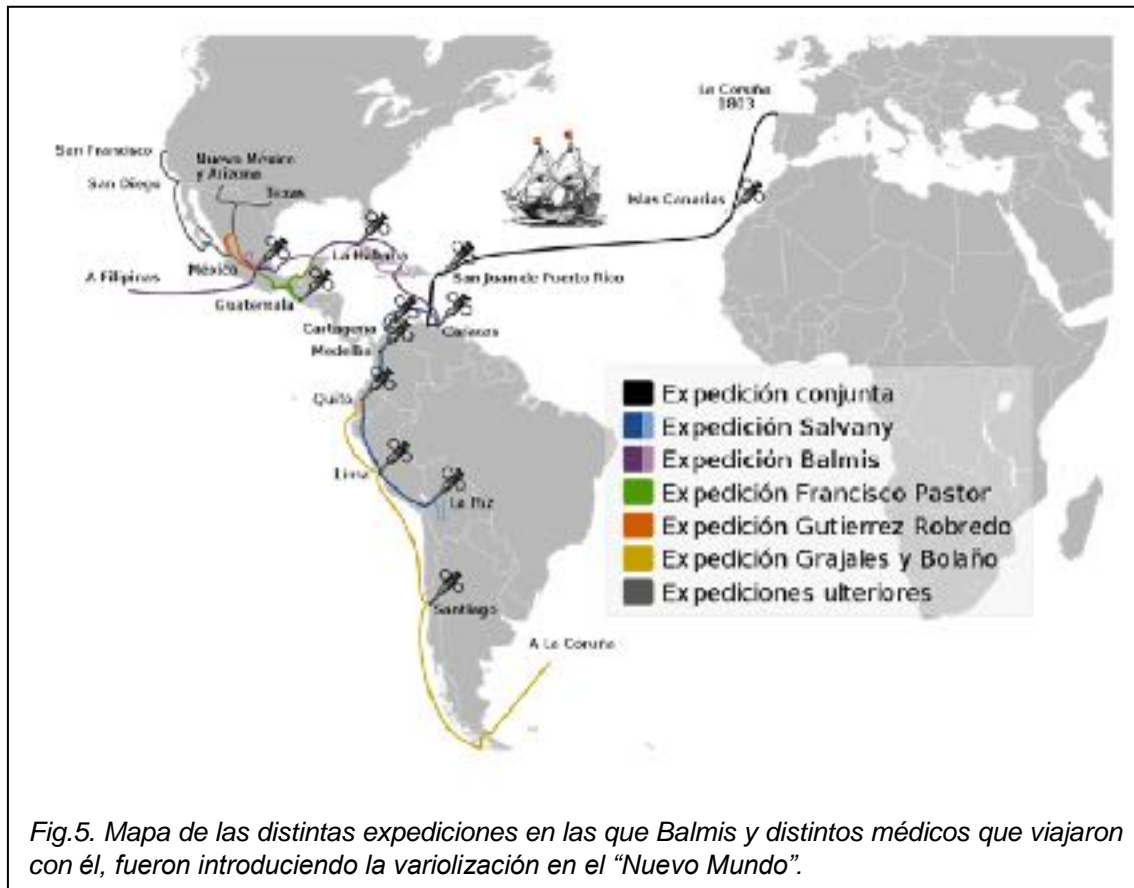 La Coruña
1803
San Francisco
Nuevo México
y Arizona
San Diego
Texas
Islas Canarias
México
La Habana
San Juan de Puerto Rico
A Filipinas
Guatemala
Cartagena
Caracas
Quito
Lima
La Paz
Santiago
A La Coruña
Expedición conjunta
Expedición Salvany
Expedición Balmis
Expedición Francisco Pastor
Expedición Gutierrez Robredo
Expedición Grajales y Bolaño
Expediciones ulteriores
Fig.5. Mapa de las distintas expediciones en las que Balmis y distintos médicos que viajaron
con él, fueron introduciendo la variolización en el “Nuevo Mundo”.